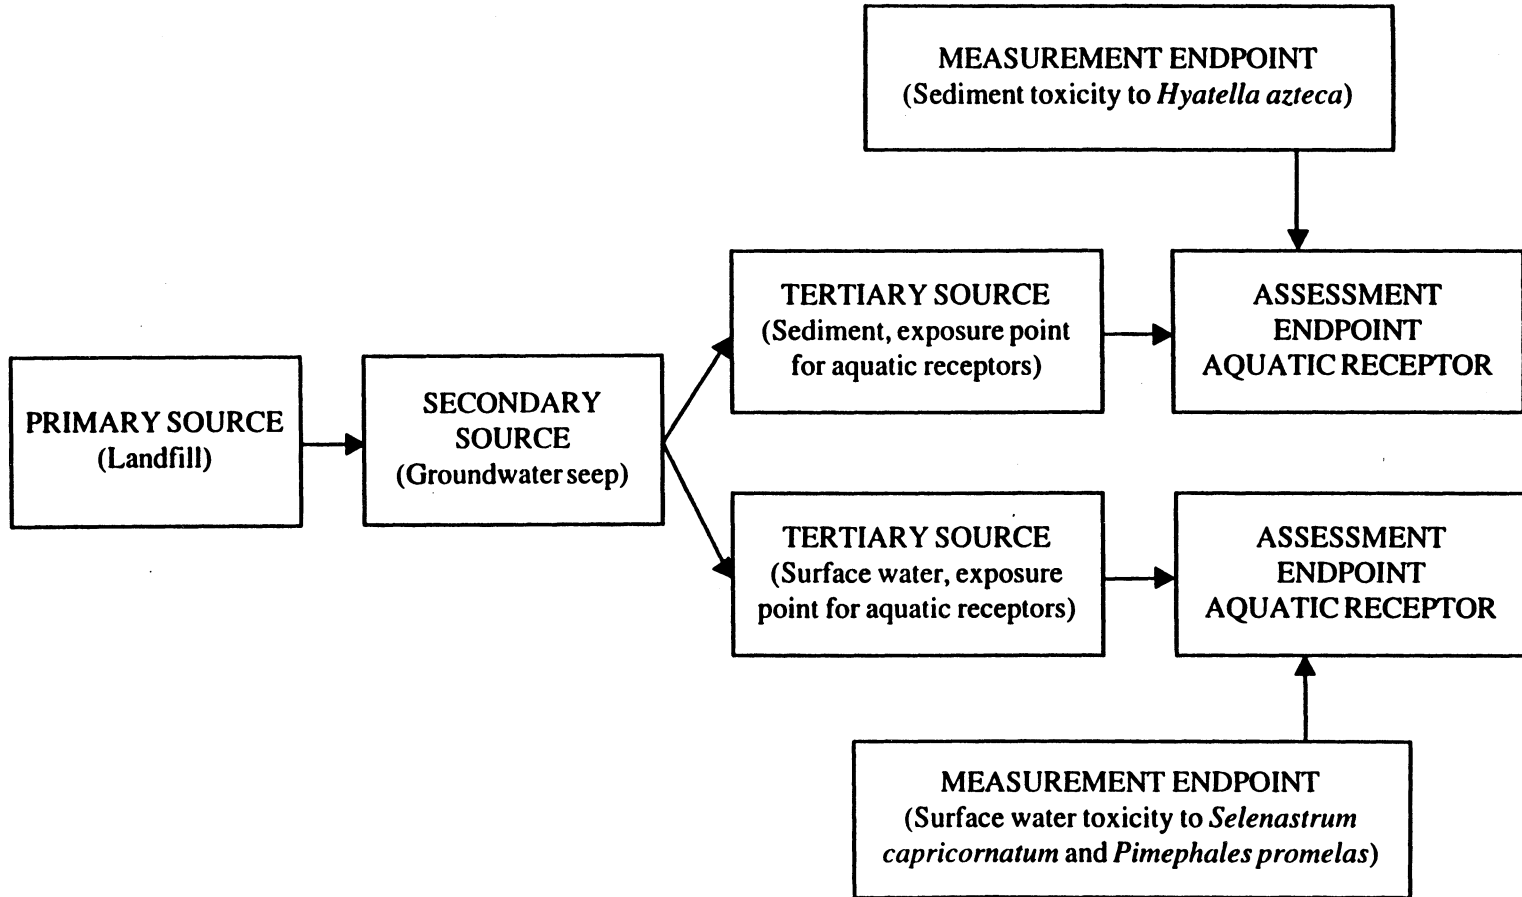 MEASUREMENT ENDPOINT
(Sediment toxicity to Hyatella azteca)
TERTIARY SOURCE
(Sediment, exposure point
for aquatic receptors)
ASSESSMENT
ENDPOINT
AQUATIC RECEPTOR
PRIMARY SOURCE
(Landfill)
SECONDARY
SOURCE
(Groundwater seep)
TERTIARY SOURCE
(Surface water, exposure
point for aquatic receptors)
ASSESSMENT
ENDPOINT
AQUATIC RECEPTOR
MEASUREMENT ENDPOINT
(Surface water toxicity to Selenastrum
capricornatum and Pimephales promelas)